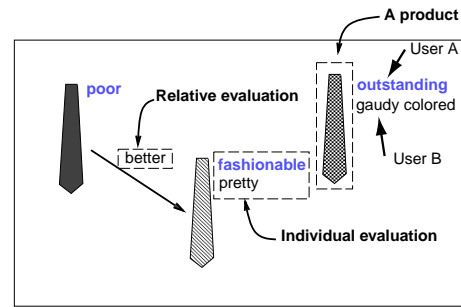 A product
User A
poor
outstanding
gaudy colored
Relative evaluation
better
User B
fashionable
pretty
Individual evaluation